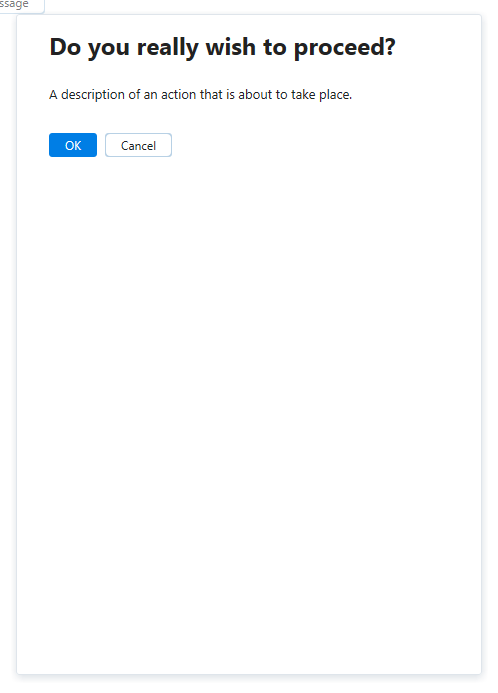 ssage
Do you really wish to proceed?
A description of an action that is about to take place.
OK
Cancel